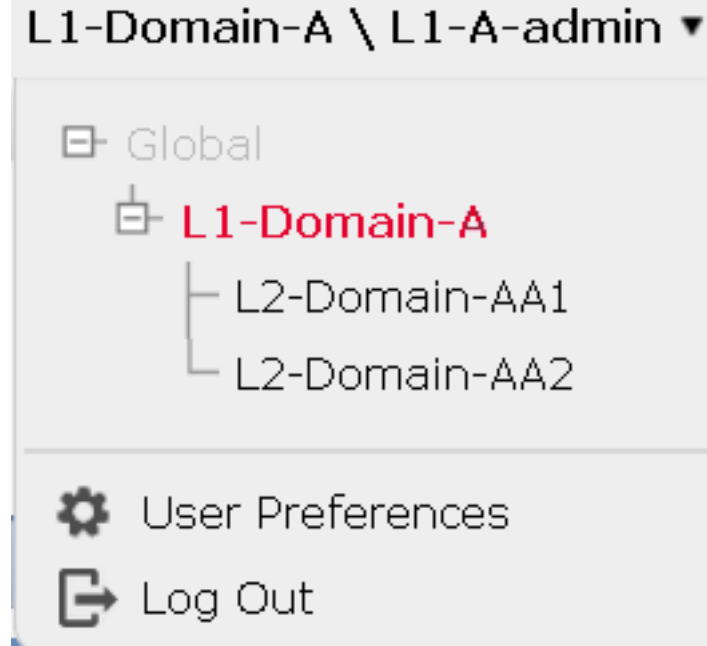 L1-Domain-A \ L1-A-admin ▾
Global
L1-Domain-A
L2-Domain-AA1
L2-Domain-AA2
User Preferences
Log Out